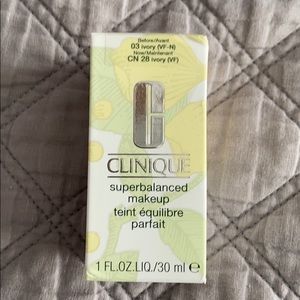 Before/Avant
03 ivory (VF-N)
Now/Maintenant
CN 28 ivory (VF)
CLINIQUE
superbalanced
makeup
teint équilibre
parfait
1 FL.OZ.LIQ./30 ml ℮